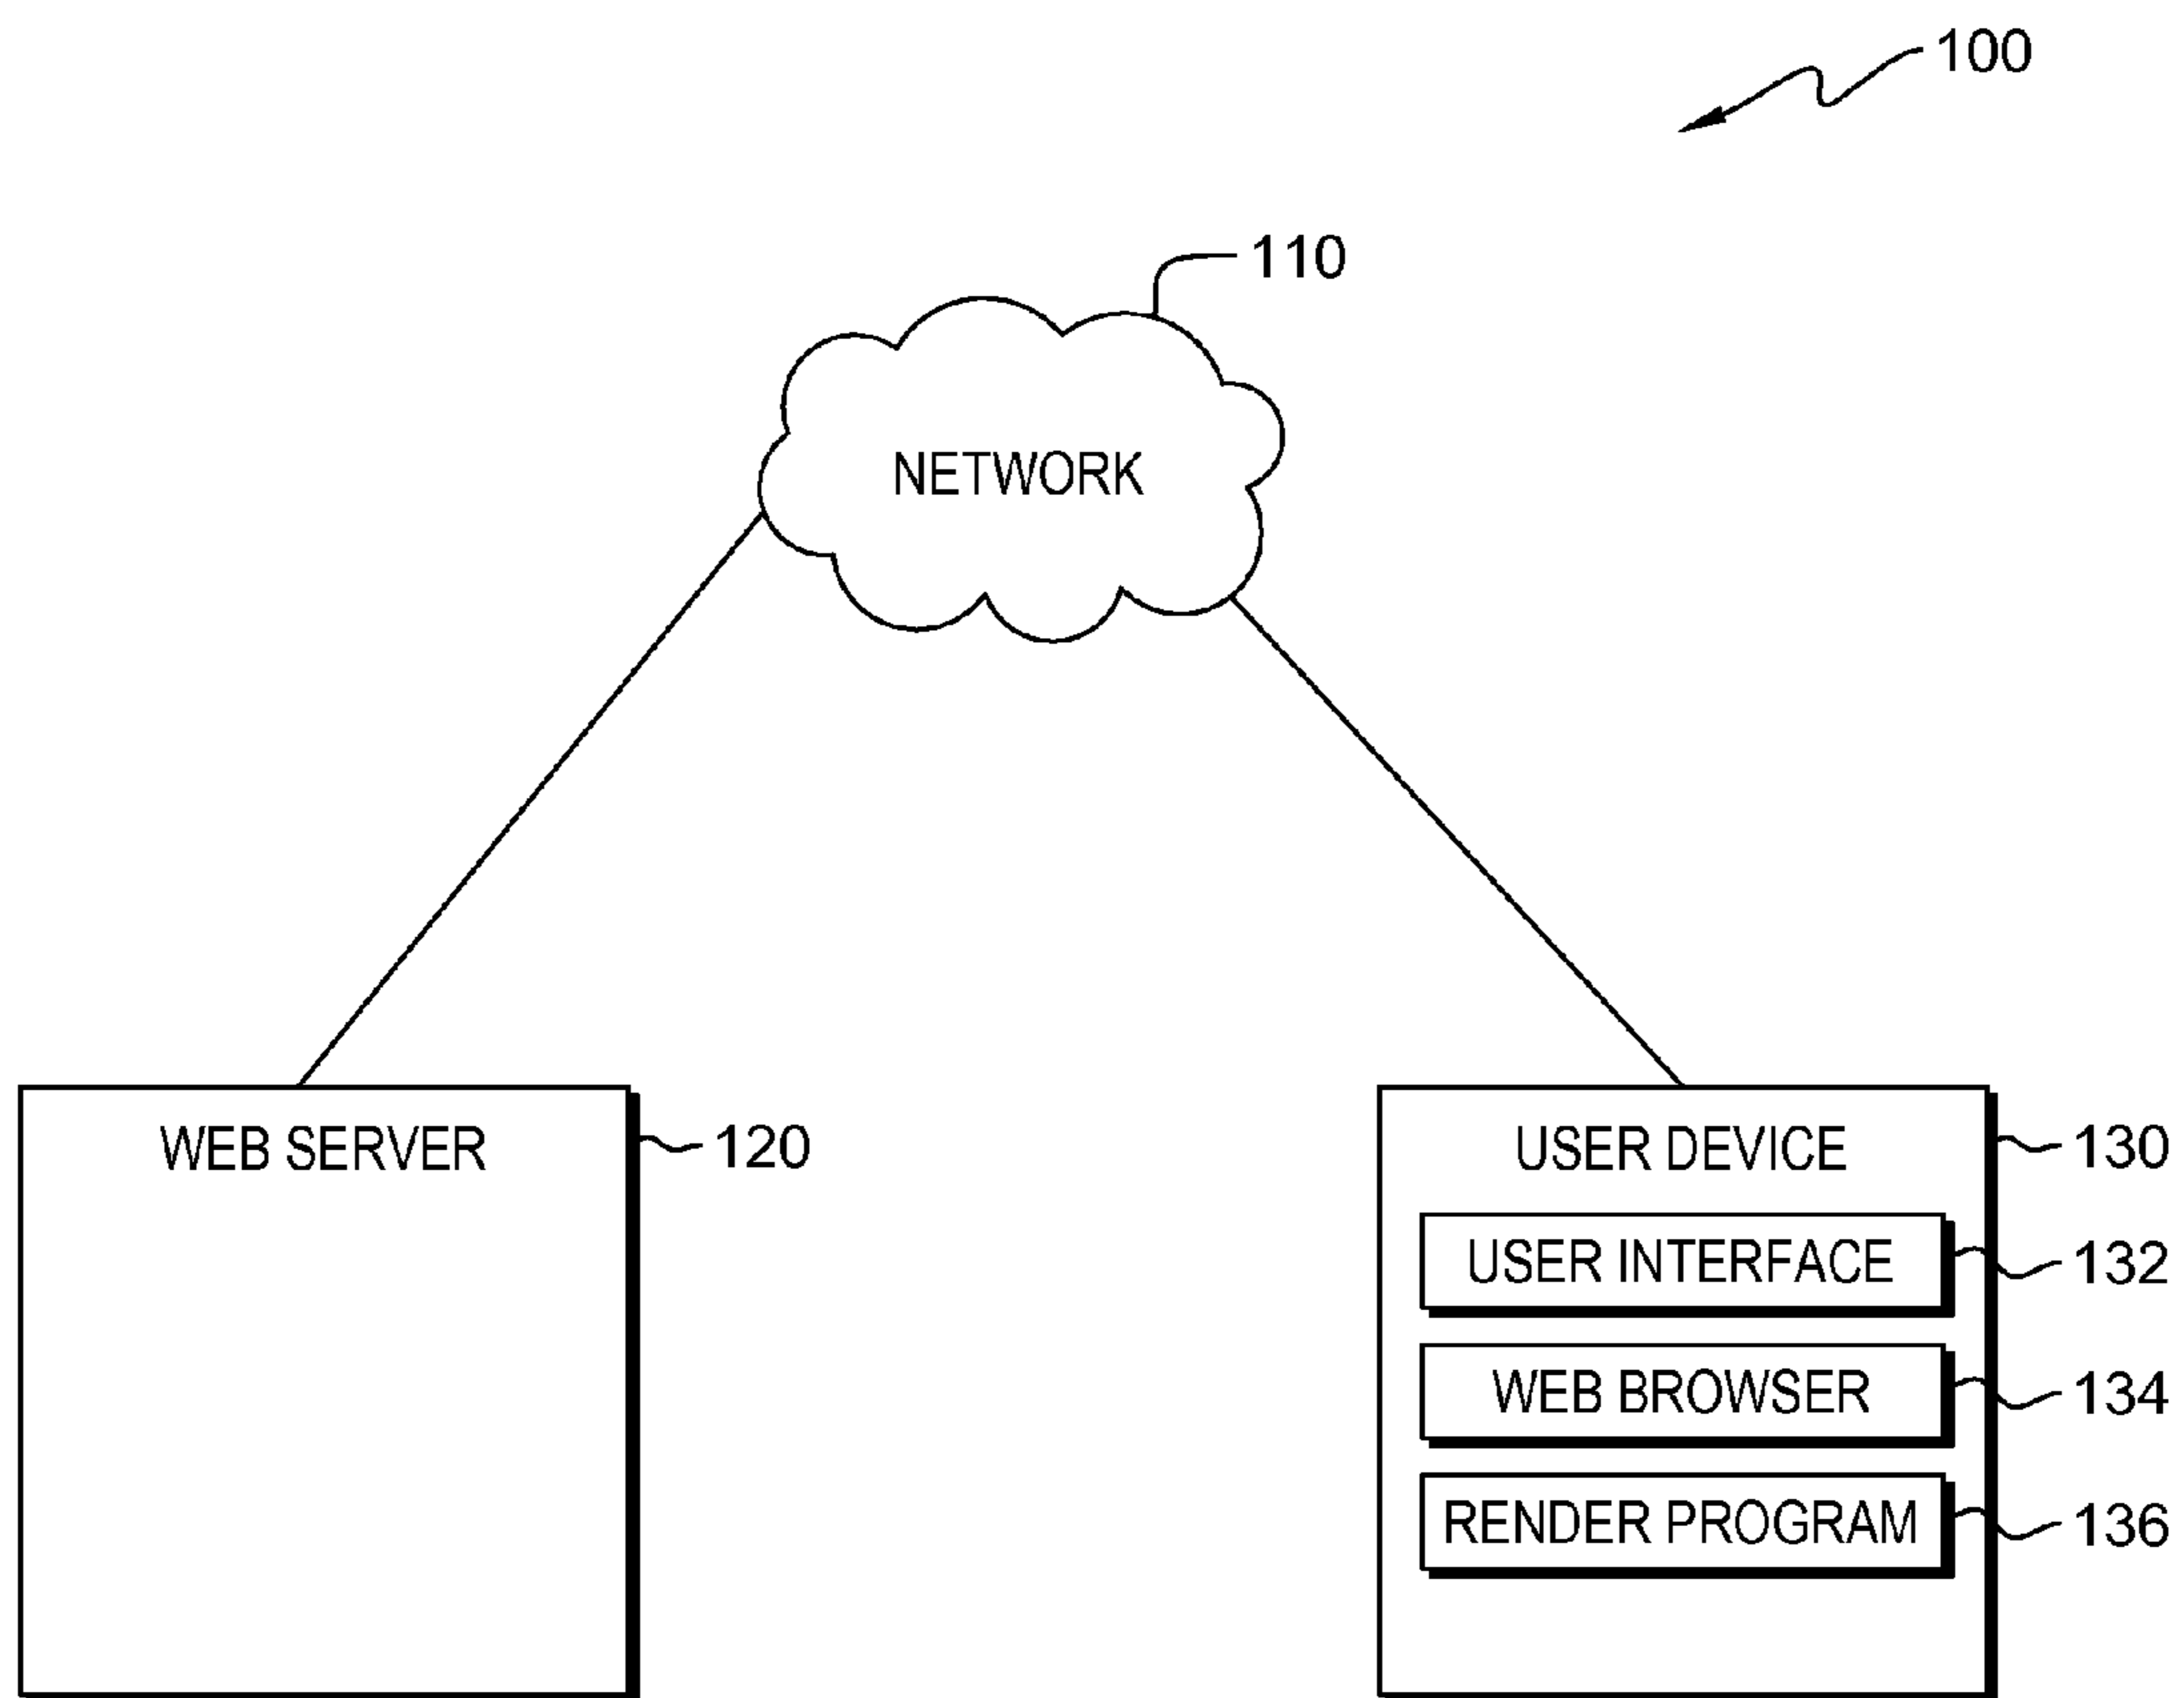 100
110
NETWORK
WEB SERVER
120
USER DEVICE
130
USER INTERFACE
132
WEB BROWSER
134
RENDER PROGRAM
136